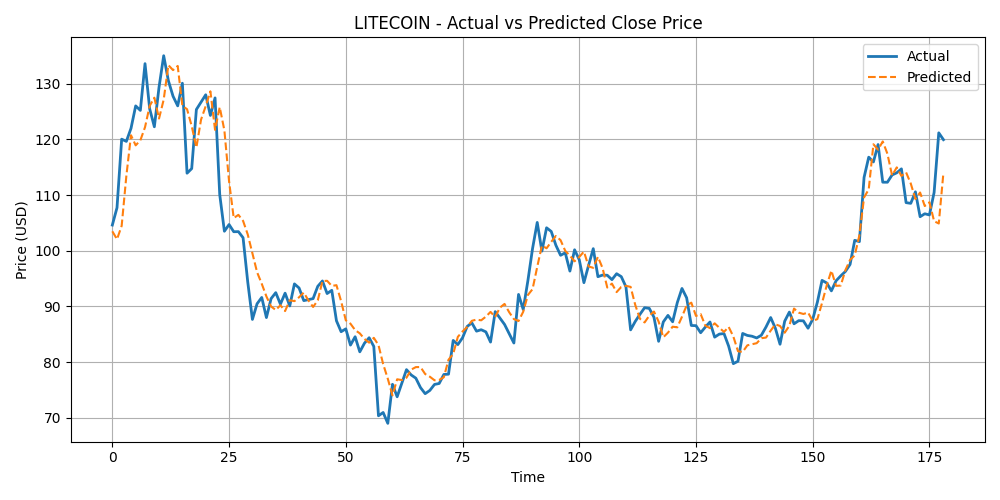 LITECOIN - Actual vs Predicted Close Price
Actual
Predicted
Price (USD)
130
120
110
100
90
80
70
0 25 50 75 100 125 150 175
Time